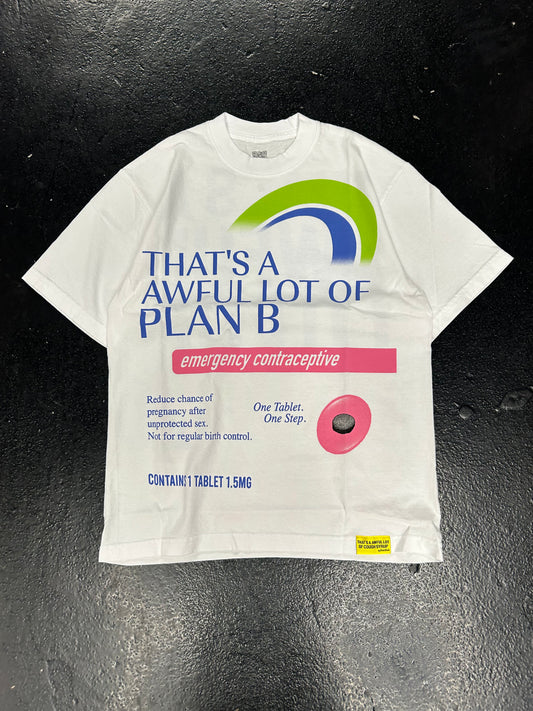 THAT'S A
AWFUL LOT OF
PLAN B
emergency contraceptive
Reduce chance of
pregnancy after
unprotected sex.
Not for regular birth control.
One Tablet.
One Step.
CONTAINS 1 TABLET 1.5MG
THAT'S A AWFUL LOT
OF COUGH SYRUP